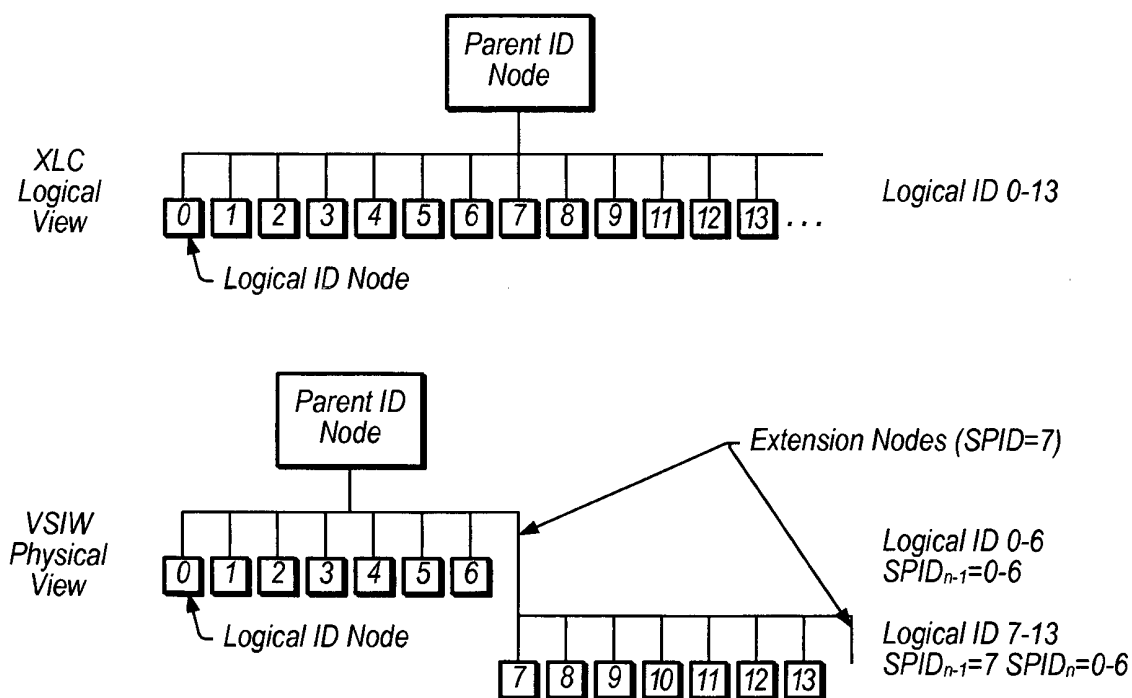 Parent ID
Node
XLC
Logical
View
0 1 2 3 4 5 6 7 8 9 11 12 13 ...
Logical ID 0-13
Logical ID Node
Parent ID
Node
Extension Nodes (SPID=7)
VSIW
Physical
View
0 1 2 3 4 5 6
Logical ID 0-6
SPIDn-1=0-6
Logical ID Node
7 8 9 10 11 12 13
Logical ID 7-13
SPIDn-1=7 SPIDn=0-6